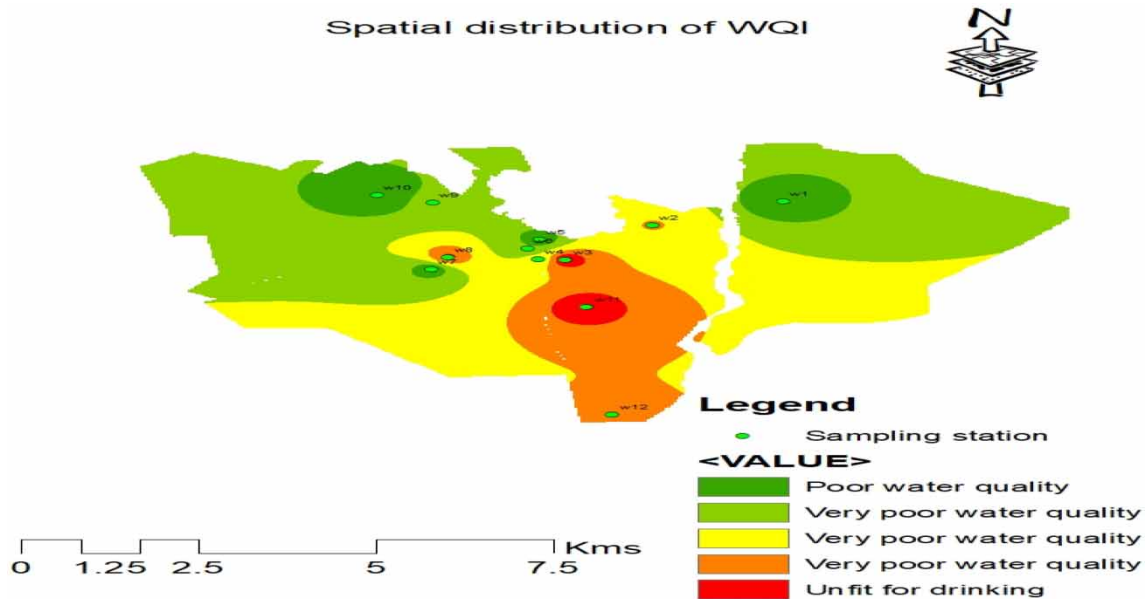 Spatial distribution of WQI
N
w10
w9
w1
w2
w5
w8
w4
w3
w7
w11
w12
Legend
Sampling station
<VALUE>
Poor water quality
Very poor water quality
Very poor water quality
Very poor water quality
Unfit for drinking
0 1.25 2.5 5 7.5 Kms